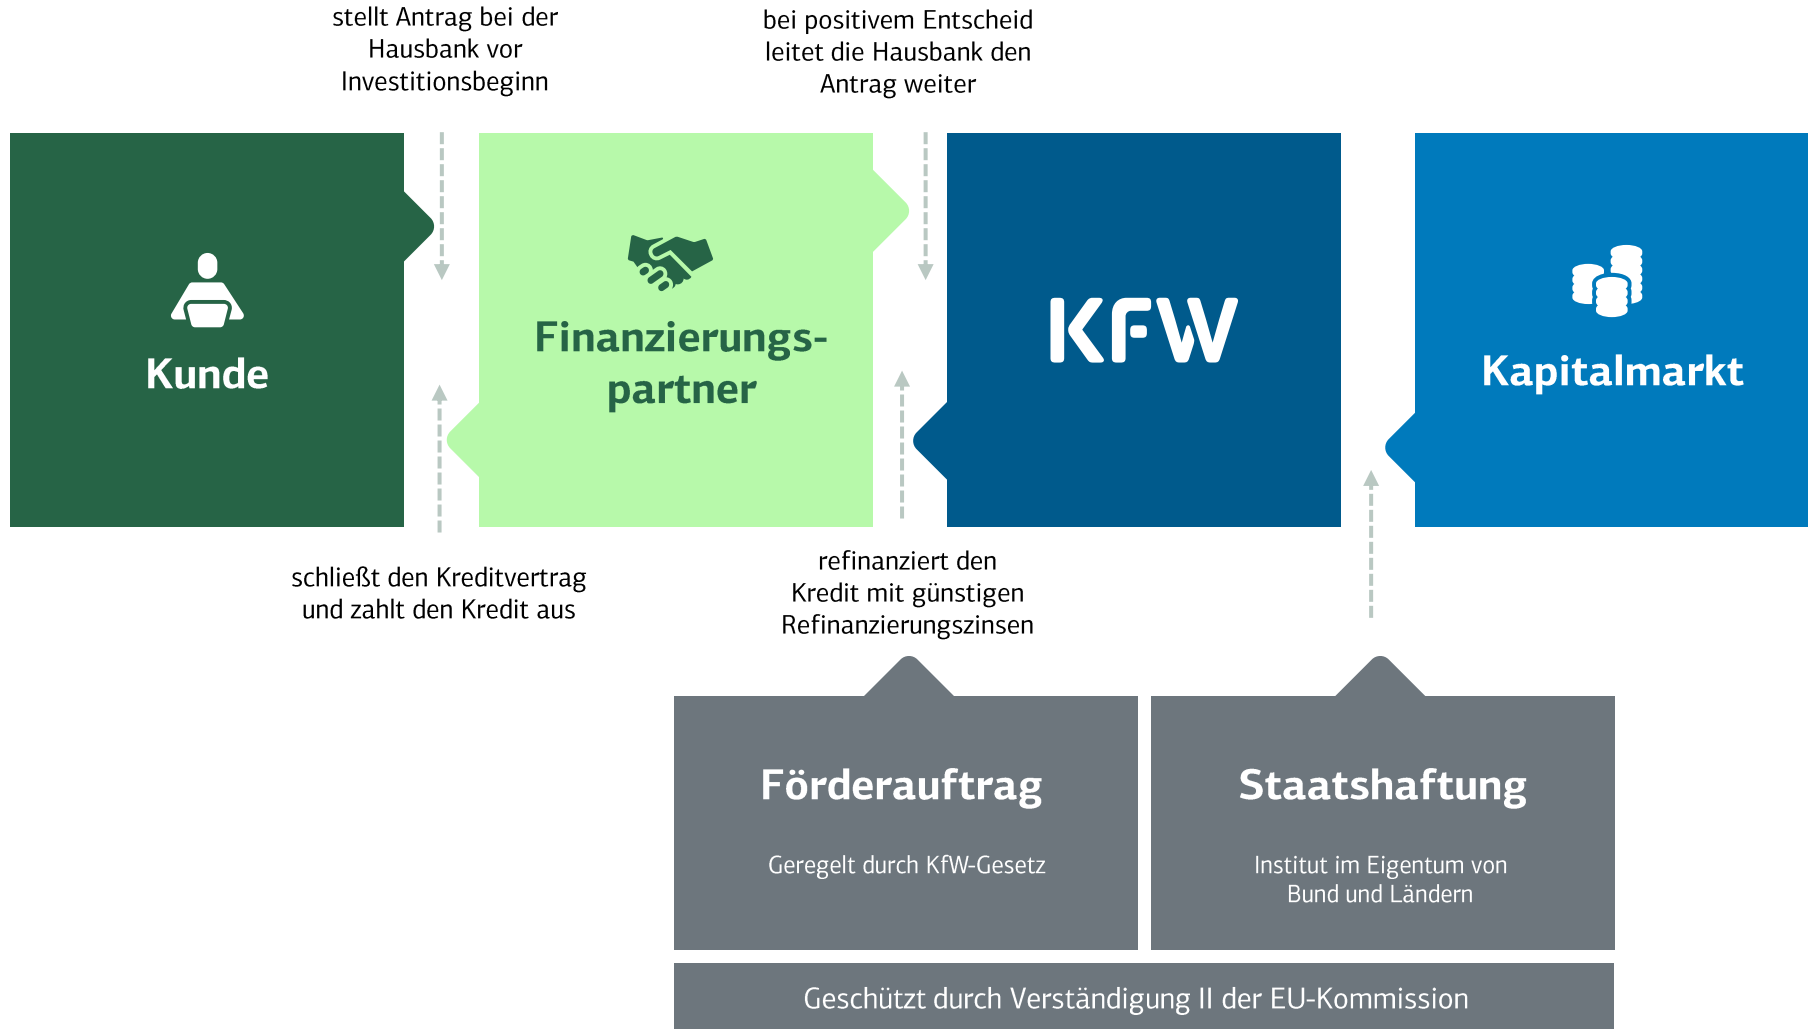 stellt Antrag bei der
Hausbank vor
Investitionsbeginn
bei positivem Entscheid
leitet die Hausbank den
Antrag weiter
Kunde
Finanzierungs-
partner
KFW
Kapitalmarkt
schließt den Kreditvertrag
und zahlt den Kredit aus
refinanziert den
Kredit mit günstigen
Refinanzierungszinsen
Förderauftrag
Geregelt durch KfW-Gesetz
Staatshaftung
Institut im Eigentum von
Bund und Ländern
Geschützt durch Verständigung II der EU-Kommission